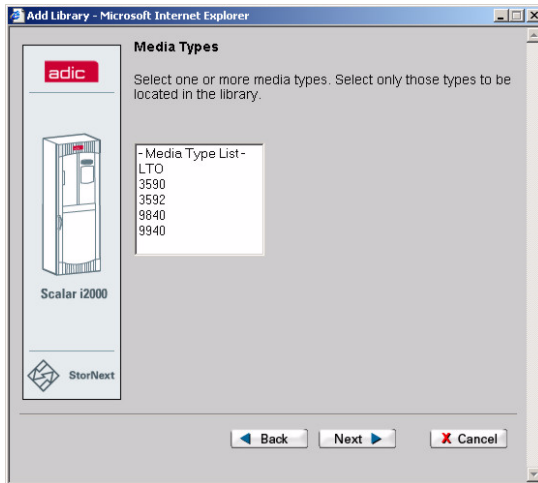 Add Library - Microsoft Internet Explorer
adic
Scalar i2000
StorNext
Media Types
Select one or more media types. Select only those types to be
located in the library.
- Media Type List -
LTO
3590
3592
9840
9940
Back
Next
X Cancel